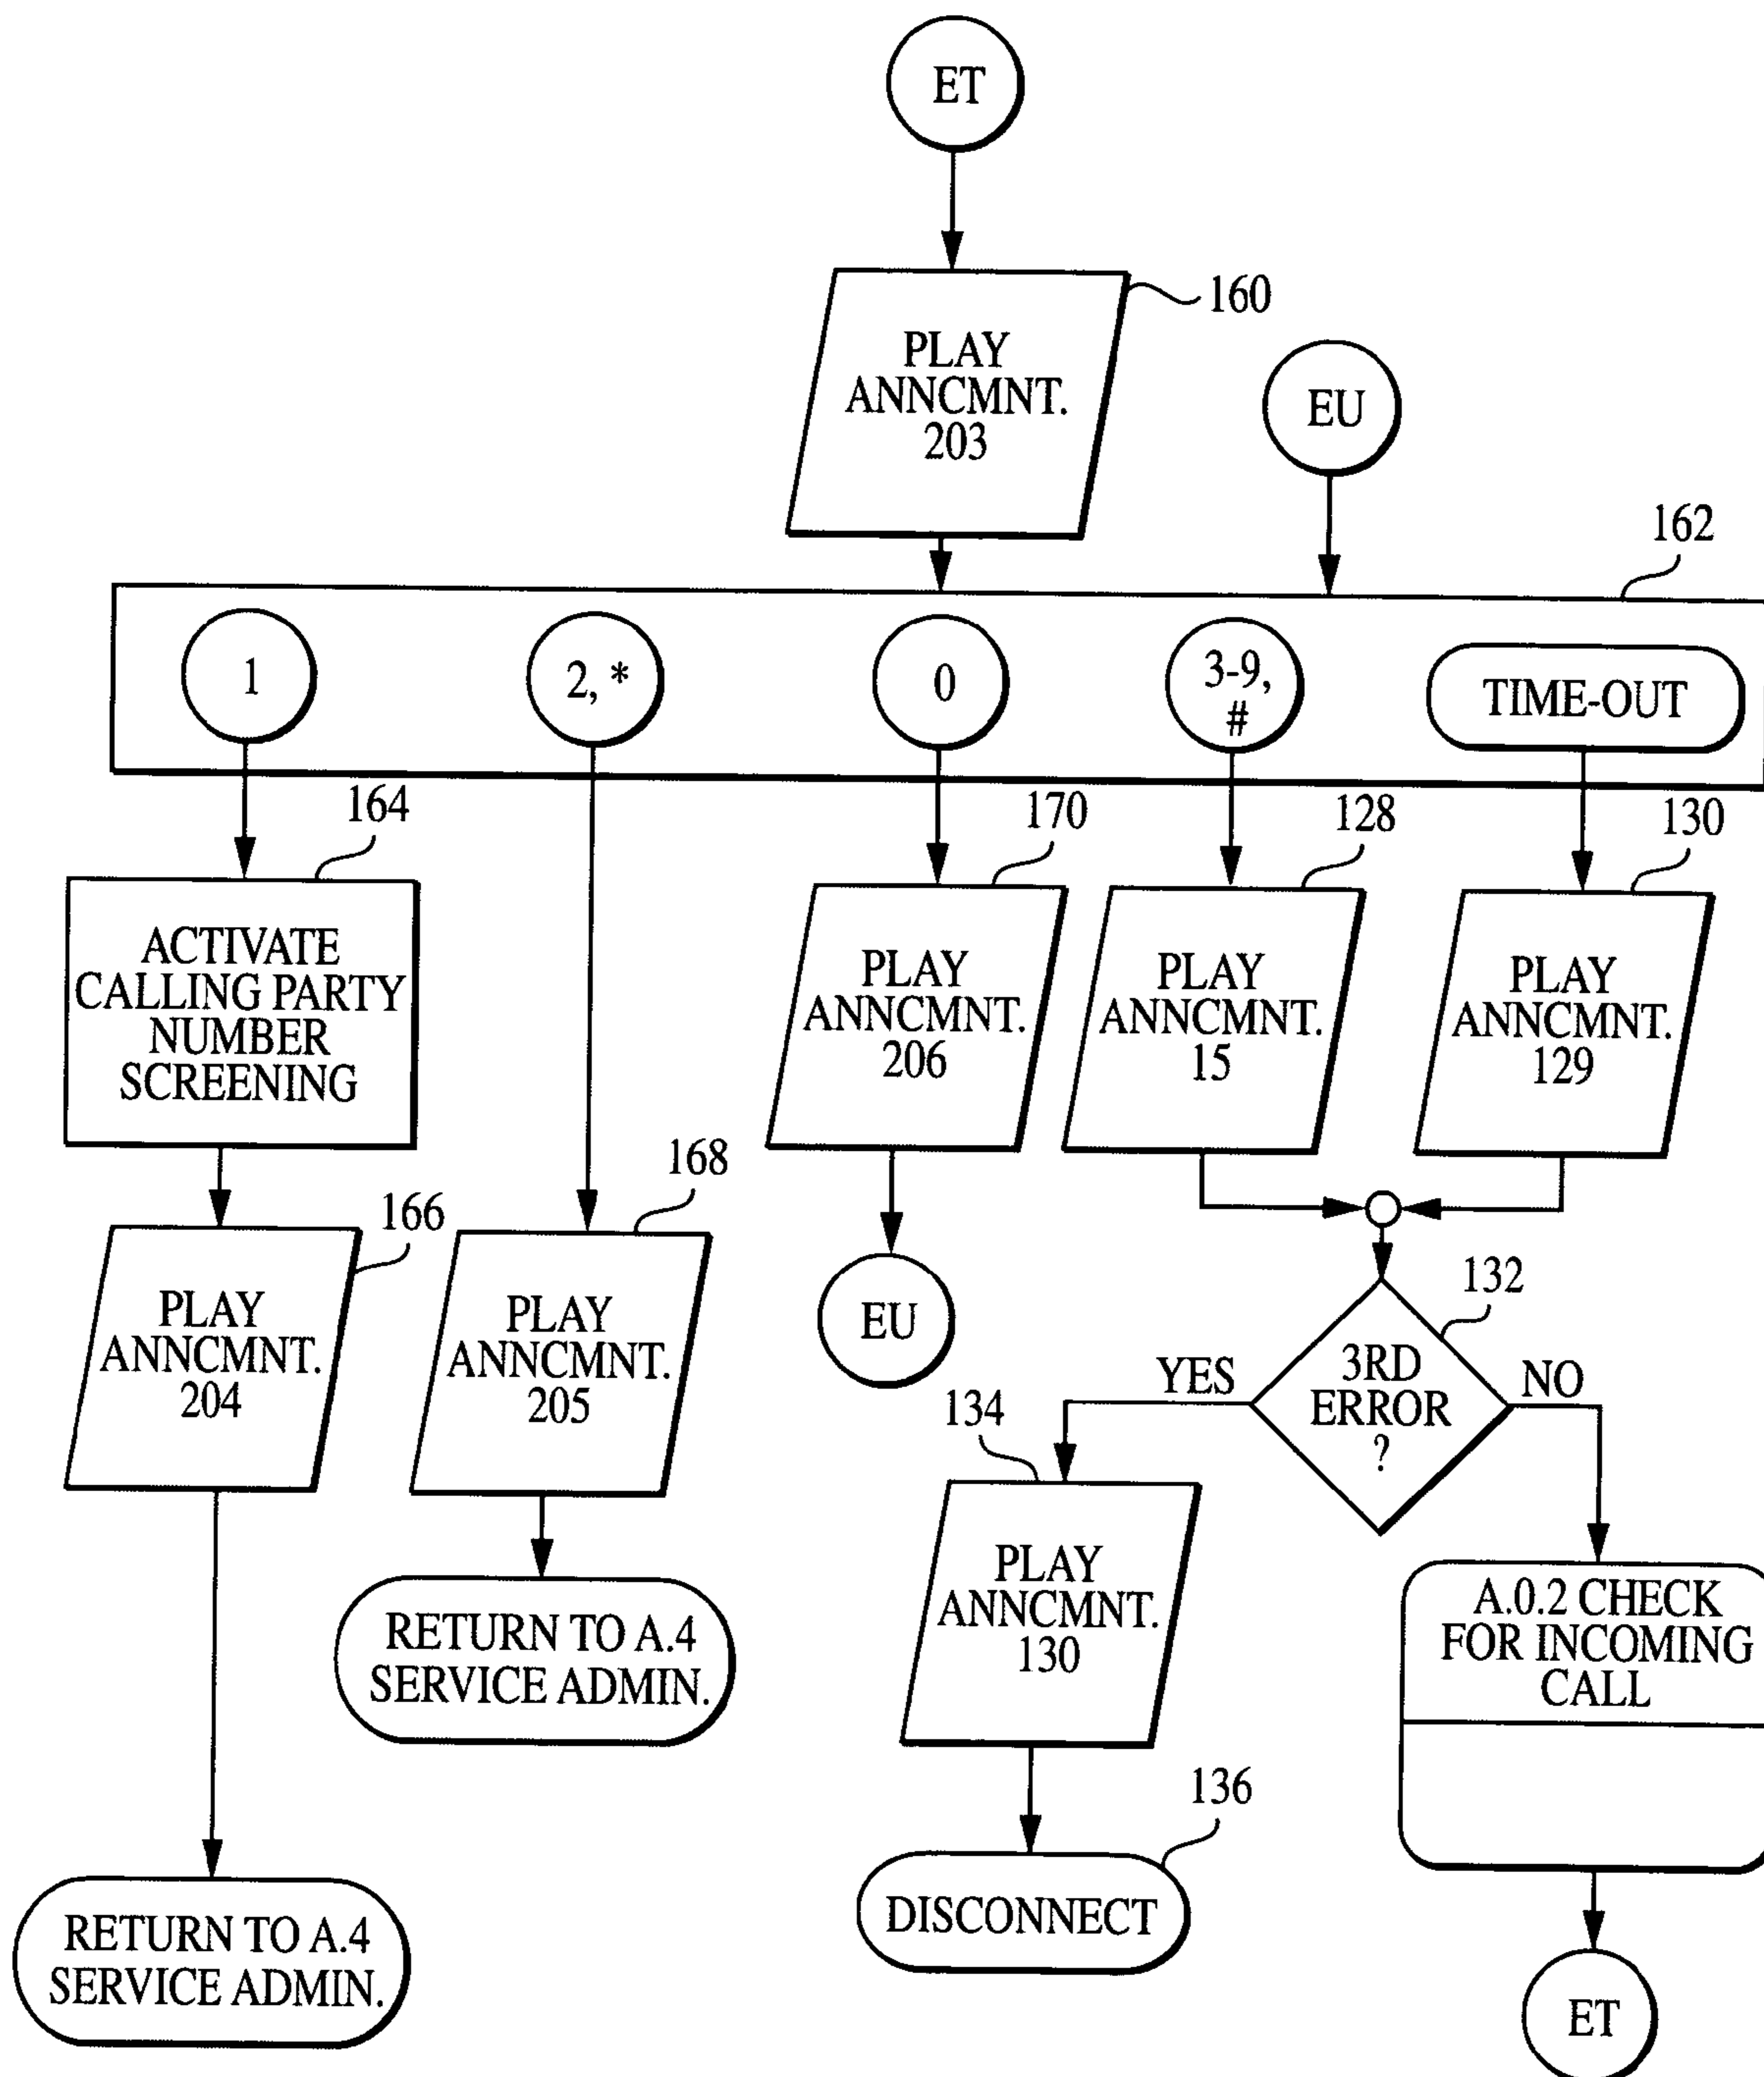 ET
160
PLAY
ANNCMNT.
203
EU
162
1
2, *
0
3-9,
#
TIME-OUT
164
170
128
130
ACTIVATE
CALLING PARTY
NUMBER
SCREENING
PLAY
ANNCMNT.
206
PLAY
ANNCMNT.
15
PLAY
ANNCMNT.
129
166
168
PLAY
ANNCMNT.
204
PLAY
ANNCMNT.
205
EU
132
3RD
ERROR
?
YES
NO
134
PLAY
ANNCMNT.
130
A.0.2 CHECK
FOR INCOMING
CALL
RETURN TO A.4
SERVICE ADMIN.
136
DISCONNECT
RETURN TO A.4
SERVICE ADMIN.
ET